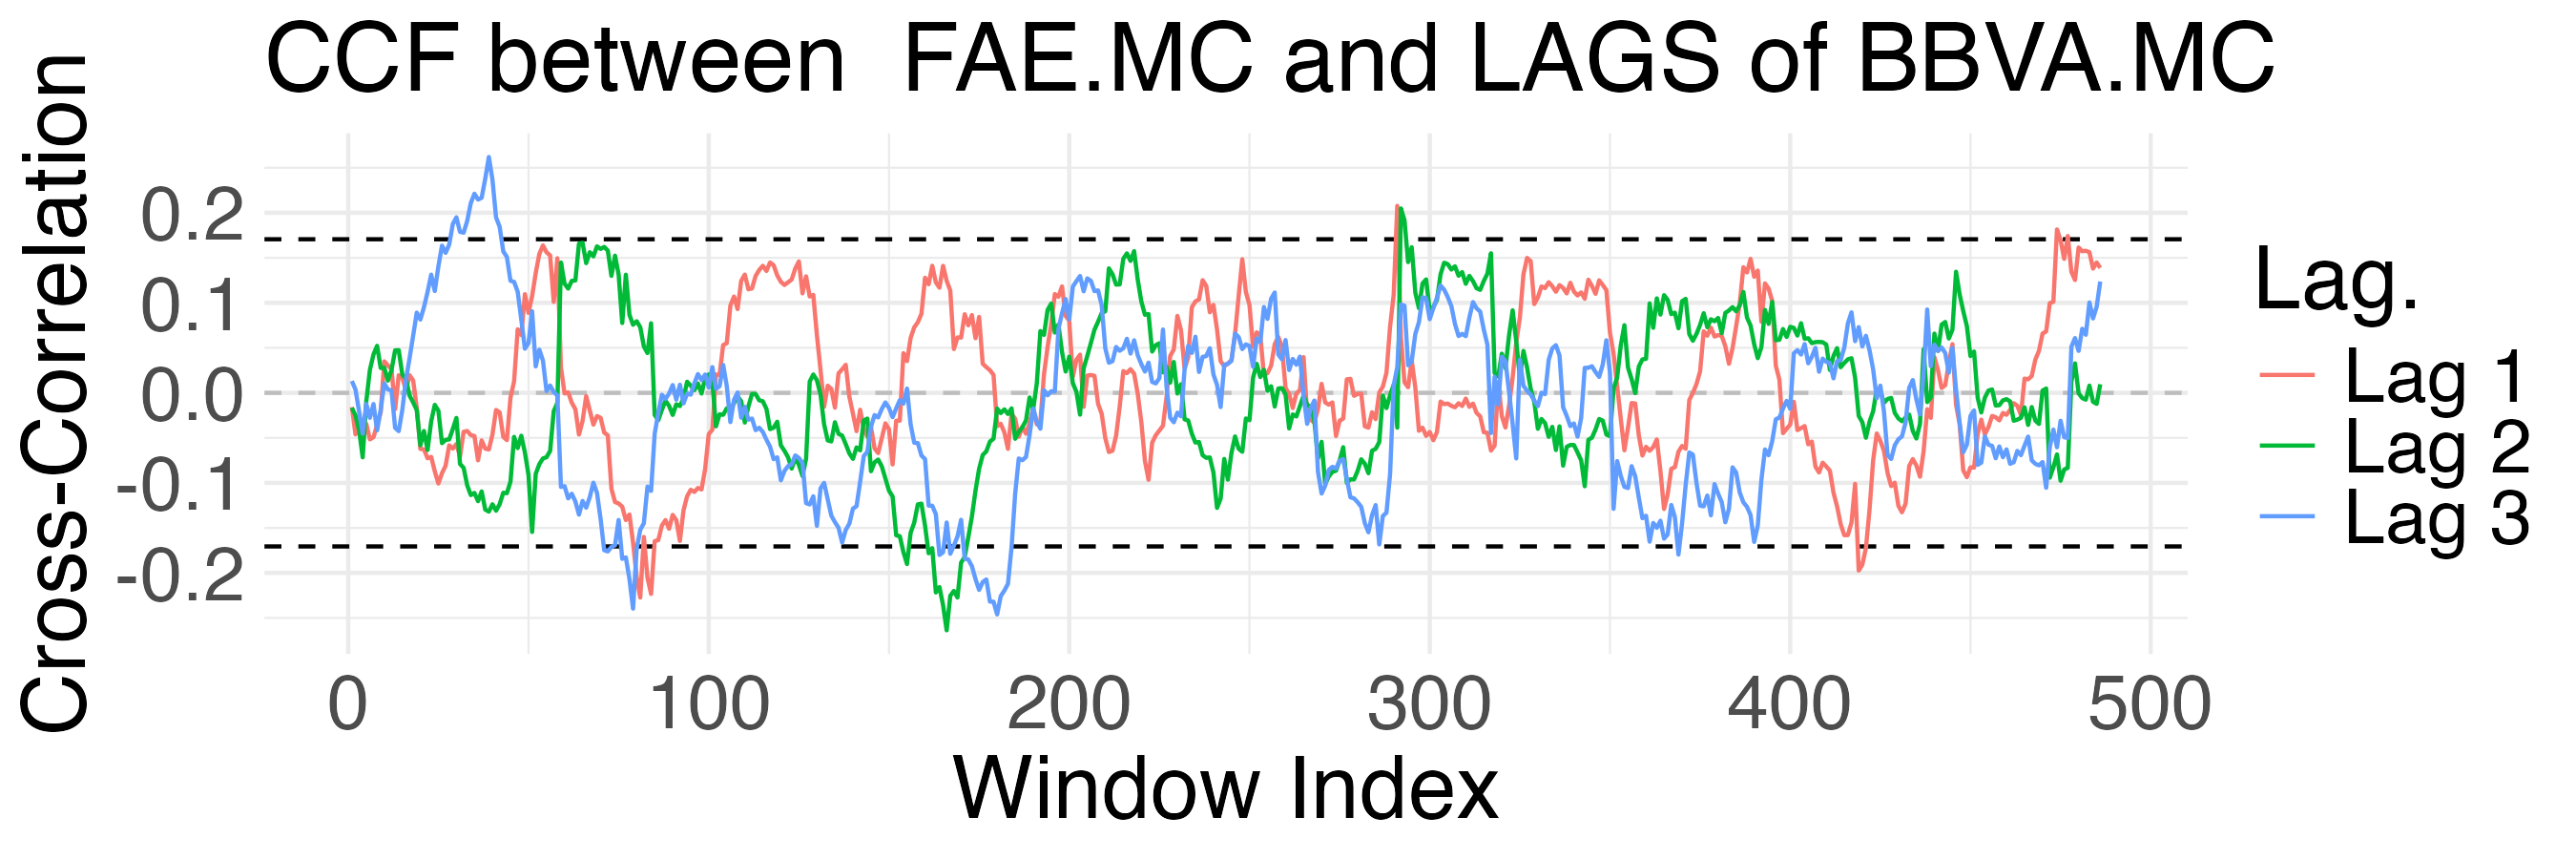 CCF between  FAE.MC and LAGS of BBVA.MC
Cross-Correlation
0.2
0.1
0.0
-0.1
-0.2
0 100 200 300 400 500
Window Index
Lag.
Lag 1
Lag 2
Lag 3